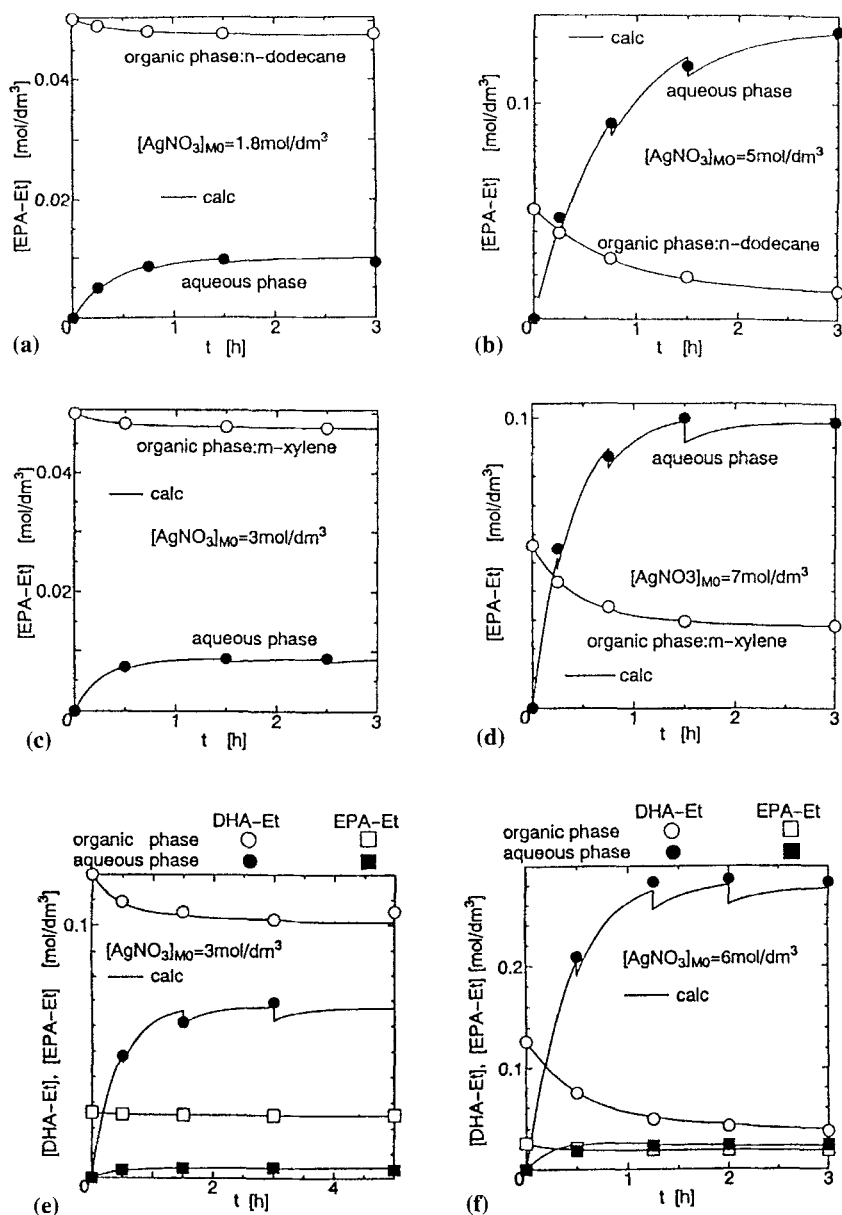 0.04
organic phase:n-dodecane
[AgNO3]M0=1.8mol/dm3
calc
0.02
aqueous phase
[EPA-Et] [mol/dm3]
0 1 2 3
t [h]
(a)
calc
0.1
aqueous phase
[AgNO3]M0=5mol/dm3
organic phase:n-dodecane
[EPA-Et] [mol/dm3]
0 1 2 3
t [h]
(b)
0.04
organic phase:m-xylene
calc
[AgNO3]M0=3mol/dm3
0.02
aqueous phase
[EPA-Et] [mol/dm3]
0 1 2 3
t [h]
(c)
0.1
aqueous phase
[AgNO3]M0=7mol/dm3
organic phase:m-xylene
calc
[EPA-Et] [mol/dm3]
0 1 2 3
t [h]
(d)
DHA-Et EPA-Et
organic phase
aqueous phase
0.1
[AgNO3]M0=3mol/dm3
calc
[DHA-Et], [EPA-Et] [mol/dm3]
0 2 4
t [h]
(e)
DHA-Et EPA-Et
organic phase
aqueous phase
0.2
[AgNO3]M0=6mol/dm3
calc
0.1
[DHA-Et], [EPA-Et] [mol/dm3]
0 1 2 3
t [h]
(f)